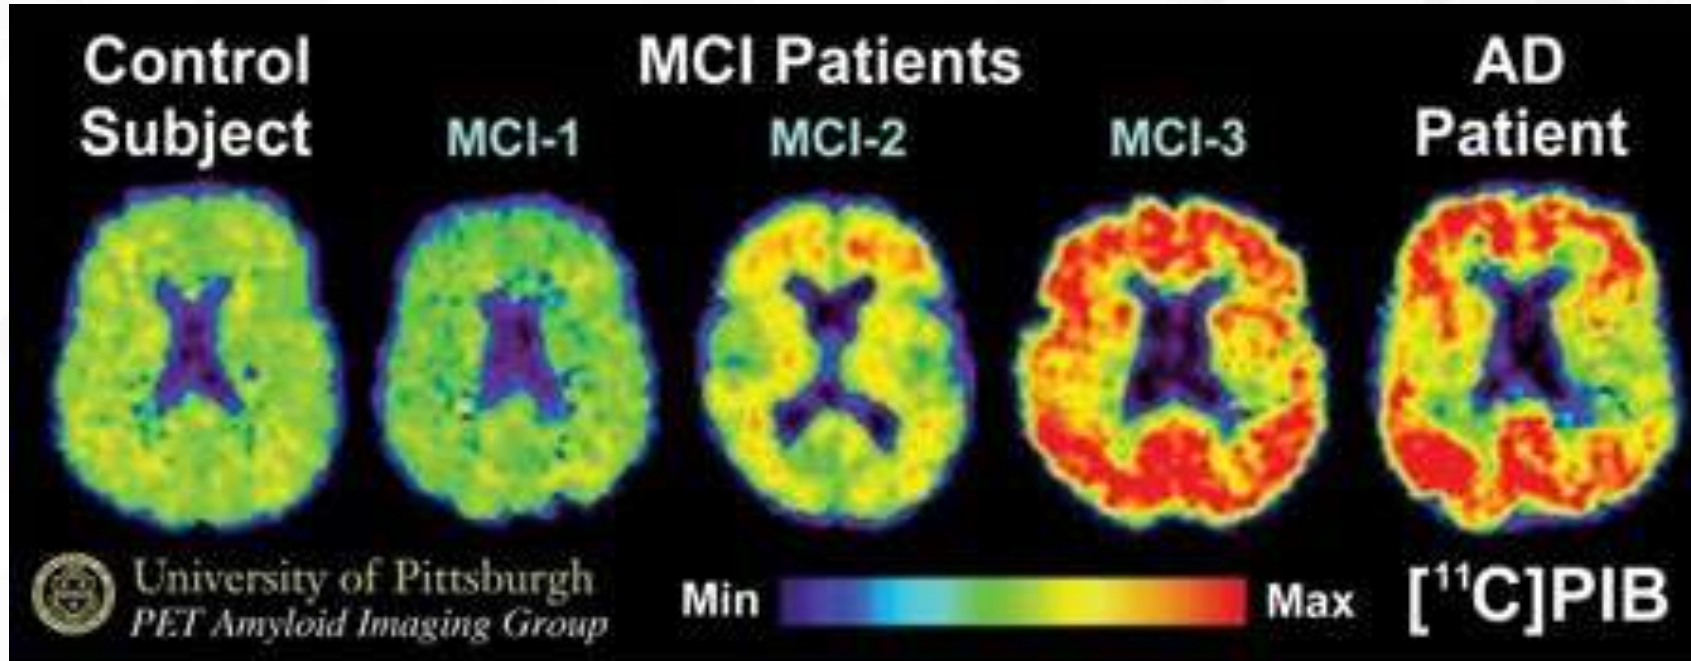 Control
Subject
MCI Patients
MCI-1 MCI-2 MCI-3
AD
Patient
University of Pittsburgh
PET Amyloid Imaging Group
Min Max
[¹¹C]PIB